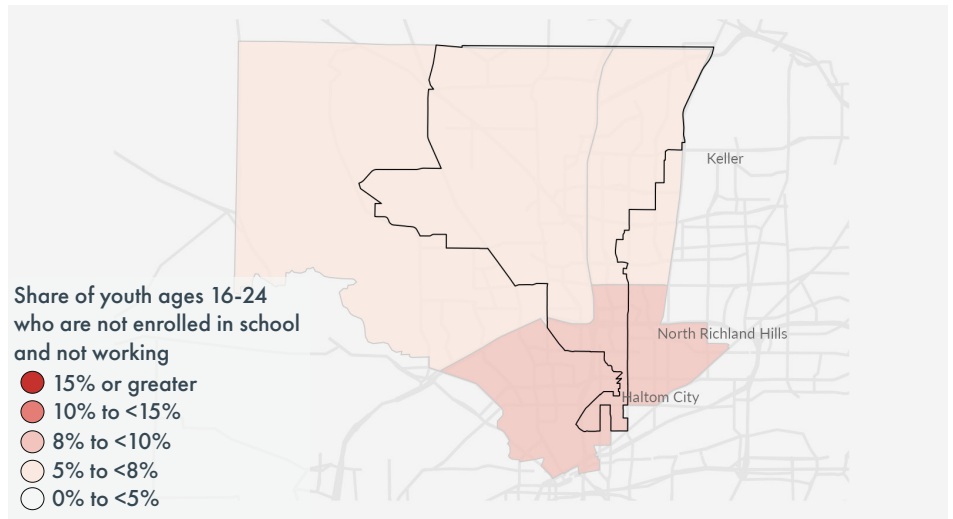 Keller
Share of youth ages 16-24
who are not enrolled in school
and not working
North Richland Hills
15% or greater
Haltom City
10% to <15%
8% to <10%
5% to <8%
0% to <5%